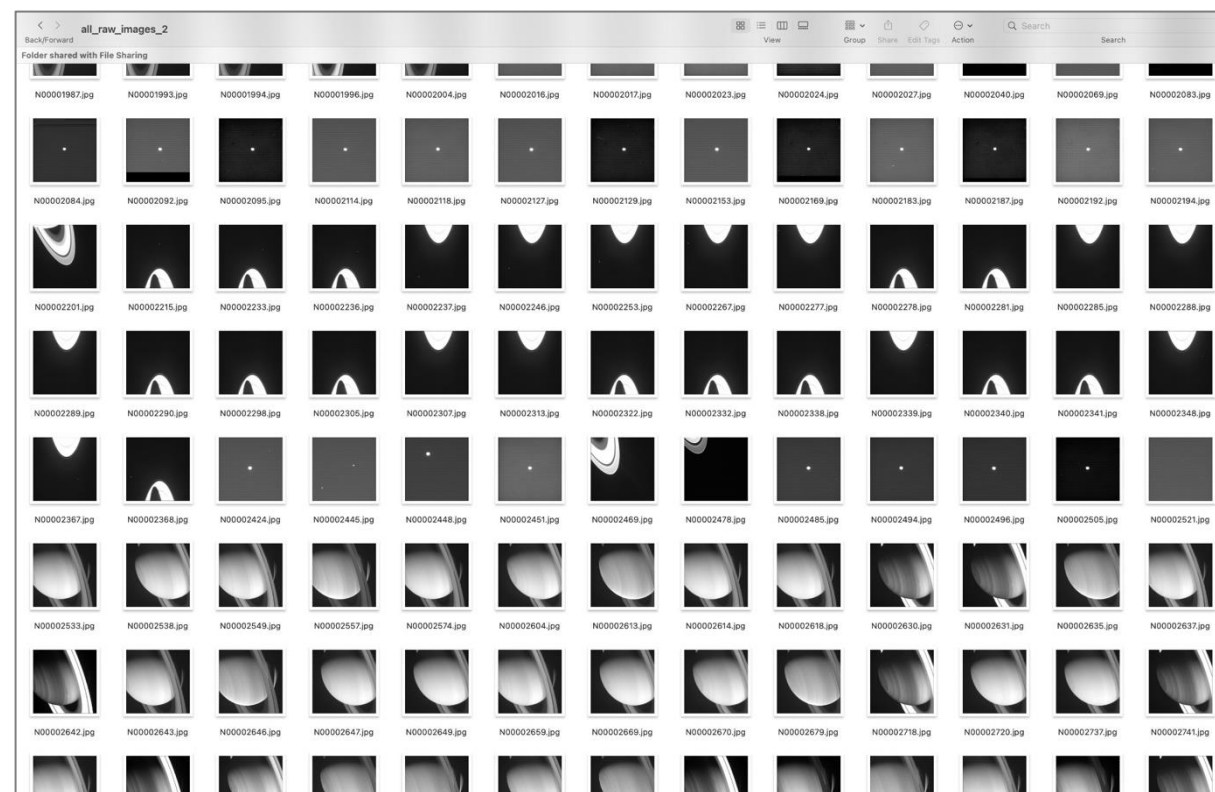 all_raw_images_2
Back/Forward
View
Group Share Edit Tags Action
Search
Search
Folder shared with File Sharing
N00001987.jpg N00001993.jpg N00001994.jpg N00001996.jpg N00002004.jpg N00002016.jpg N00002017.jpg N00002023.jpg N00002024.jpg N00002027.jpg N00002040.jpg N00002069.jpg N00002083.jpg
N00002084.jpg N00002092.jpg N00002095.jpg N00002114.jpg N00002118.jpg N00002127.jpg N00002129.jpg N00002153.jpg N00002169.jpg N00002183.jpg N00002187.jpg N00002192.jpg N00002194.jpg
N00002201.jpg N00002215.jpg N00002233.jpg N00002236.jpg N00002237.jpg N00002246.jpg N00002253.jpg N00002267.jpg N00002277.jpg N00002278.jpg N00002281.jpg N00002285.jpg N00002288.jpg
N00002289.jpg N00002290.jpg N00002298.jpg N00002305.jpg N00002307.jpg N00002313.jpg N00002322.jpg N00002332.jpg N00002338.jpg N00002339.jpg N00002340.jpg N00002341.jpg N00002348.jpg
N00002367.jpg N00002368.jpg N00002424.jpg N00002445.jpg N00002448.jpg N00002451.jpg N00002469.jpg N00002478.jpg N00002485.jpg N00002494.jpg N00002496.jpg N00002505.jpg N00002521.jpg
N00002533.jpg N00002538.jpg N00002549.jpg N00002557.jpg N00002574.jpg N00002604.jpg N00002613.jpg N00002614.jpg N00002618.jpg N00002630.jpg N00002631.jpg N00002635.jpg N00002637.jpg
N00002642.jpg N00002643.jpg N00002646.jpg N00002647.jpg N00002649.jpg N00002659.jpg N00002669.jpg N00002670.jpg N00002679.jpg N00002718.jpg N00002720.jpg N00002737.jpg N00002741.jpg